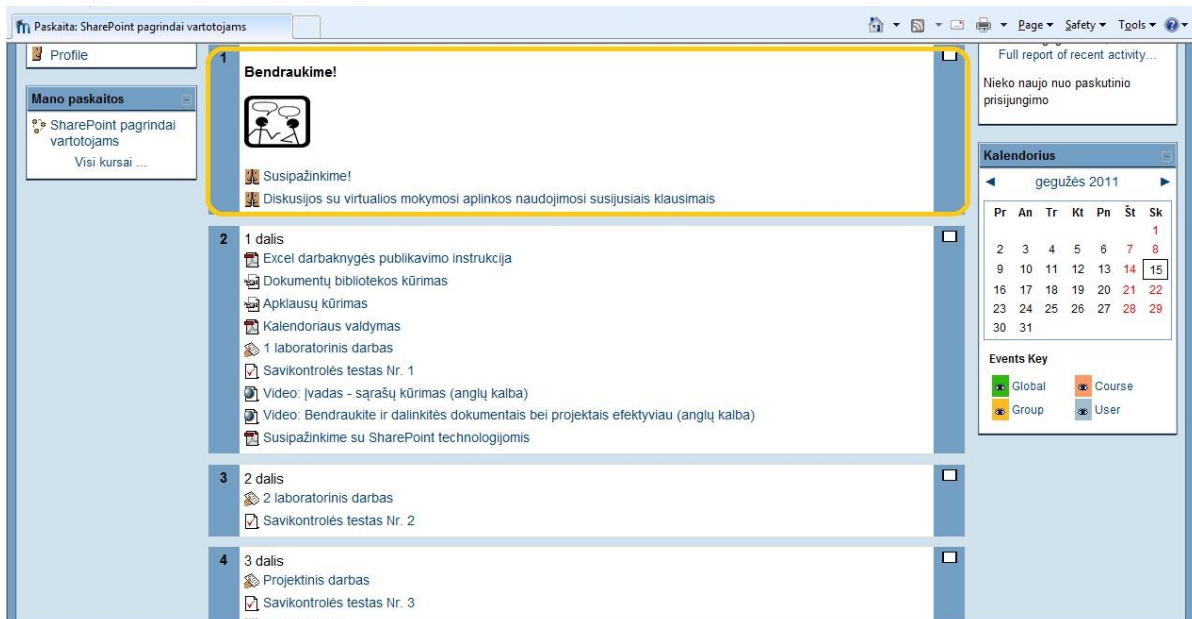 Paskaita: SharePoint pagrindai vartotojams
Page Safety Tools
Profile
Mano paskaitos
SharePoint pagrindai
vartotojams
Visi kursai ...
1
Bendraukime!
Susipažinkime!
Diskusijos su virtualios mokymosi aplinkos naudojimosi susijusiais klausimais
2
1 dalis
Excel darbaknygės publikavimo instrukcija
Dokumentų bibliotekos kūrimas
Apklausų kūrimas
Kalendoriaus valdymas
1 laboratorinis darbas
Savikontrolės testas Nr. 1
Video: Įvadas - sąrašų kūrimas (anglų kalba)
Video: Bendraukite ir dalinkitės dokumentais bei projektais efektyviau (anglų kalba)
Susipažinkime su SharePoint technologijomis
3
2 dalis
2 laboratorinis darbas
Savikontrolės testas Nr. 2
4
3 dalis
Projektinis darbas
Savikontrolės testas Nr. 3
Full report of recent activity...
Nieko naujo nuo paskutinio
prisijungimo
Kalendorius
gegužės 2011
Pr An Tr Kt Pn Št Sk
1
2 3 4 5 6 7 8
9 10 11 12 13 14 15
16 17 18 19 20 21 22
23 24 25 26 27 28 29
30 31
Events Key
Global Course
Group User